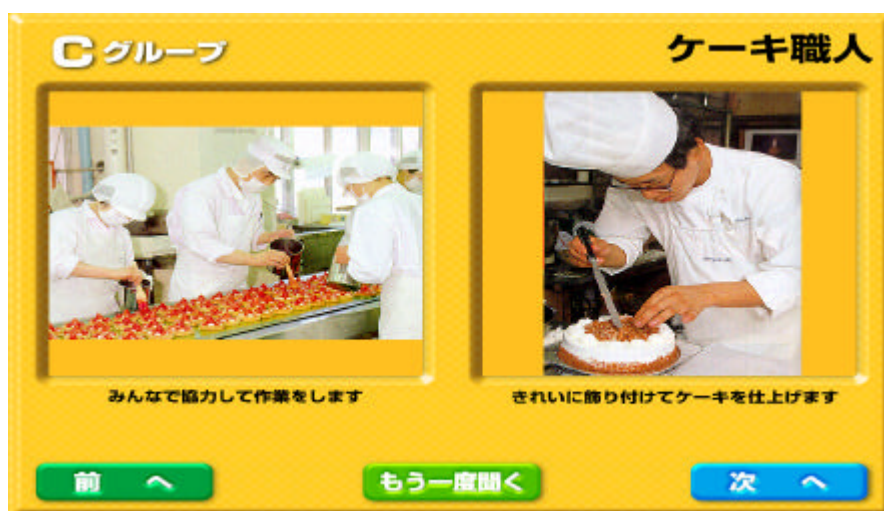 Cグループ
ケーキ職人
みんなで協力して作業をします
きれいに飾り付けてケーキを仕上げます
前 へ
もう一度聞く
次 へ